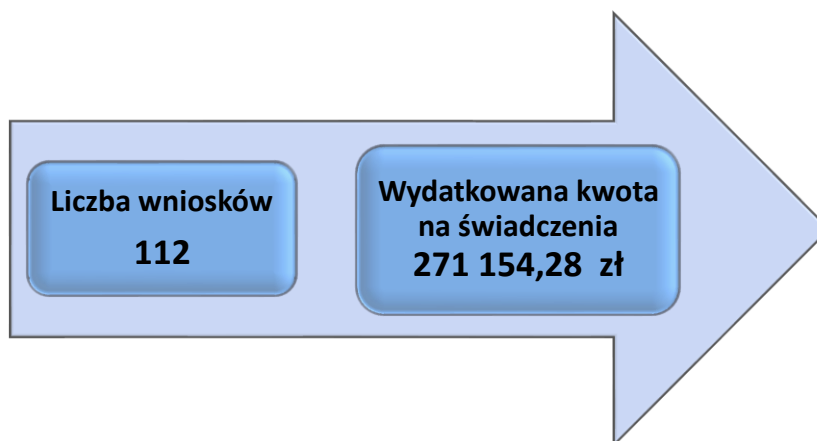 Liczba wniosków
112
Wydatkowana kwota
na świadczenia
271 154,28 zł